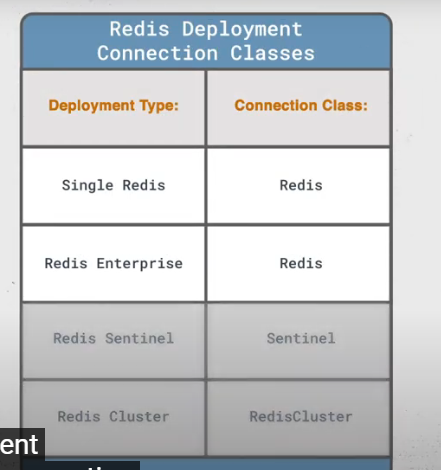 Redis Deployment
Connection Classes
Deployment Type: Connection Class:
Single Redis Redis
Redis Enterprise Redis
Redis Sentinel Sentinel
Redis Cluster RedisCluster
ent